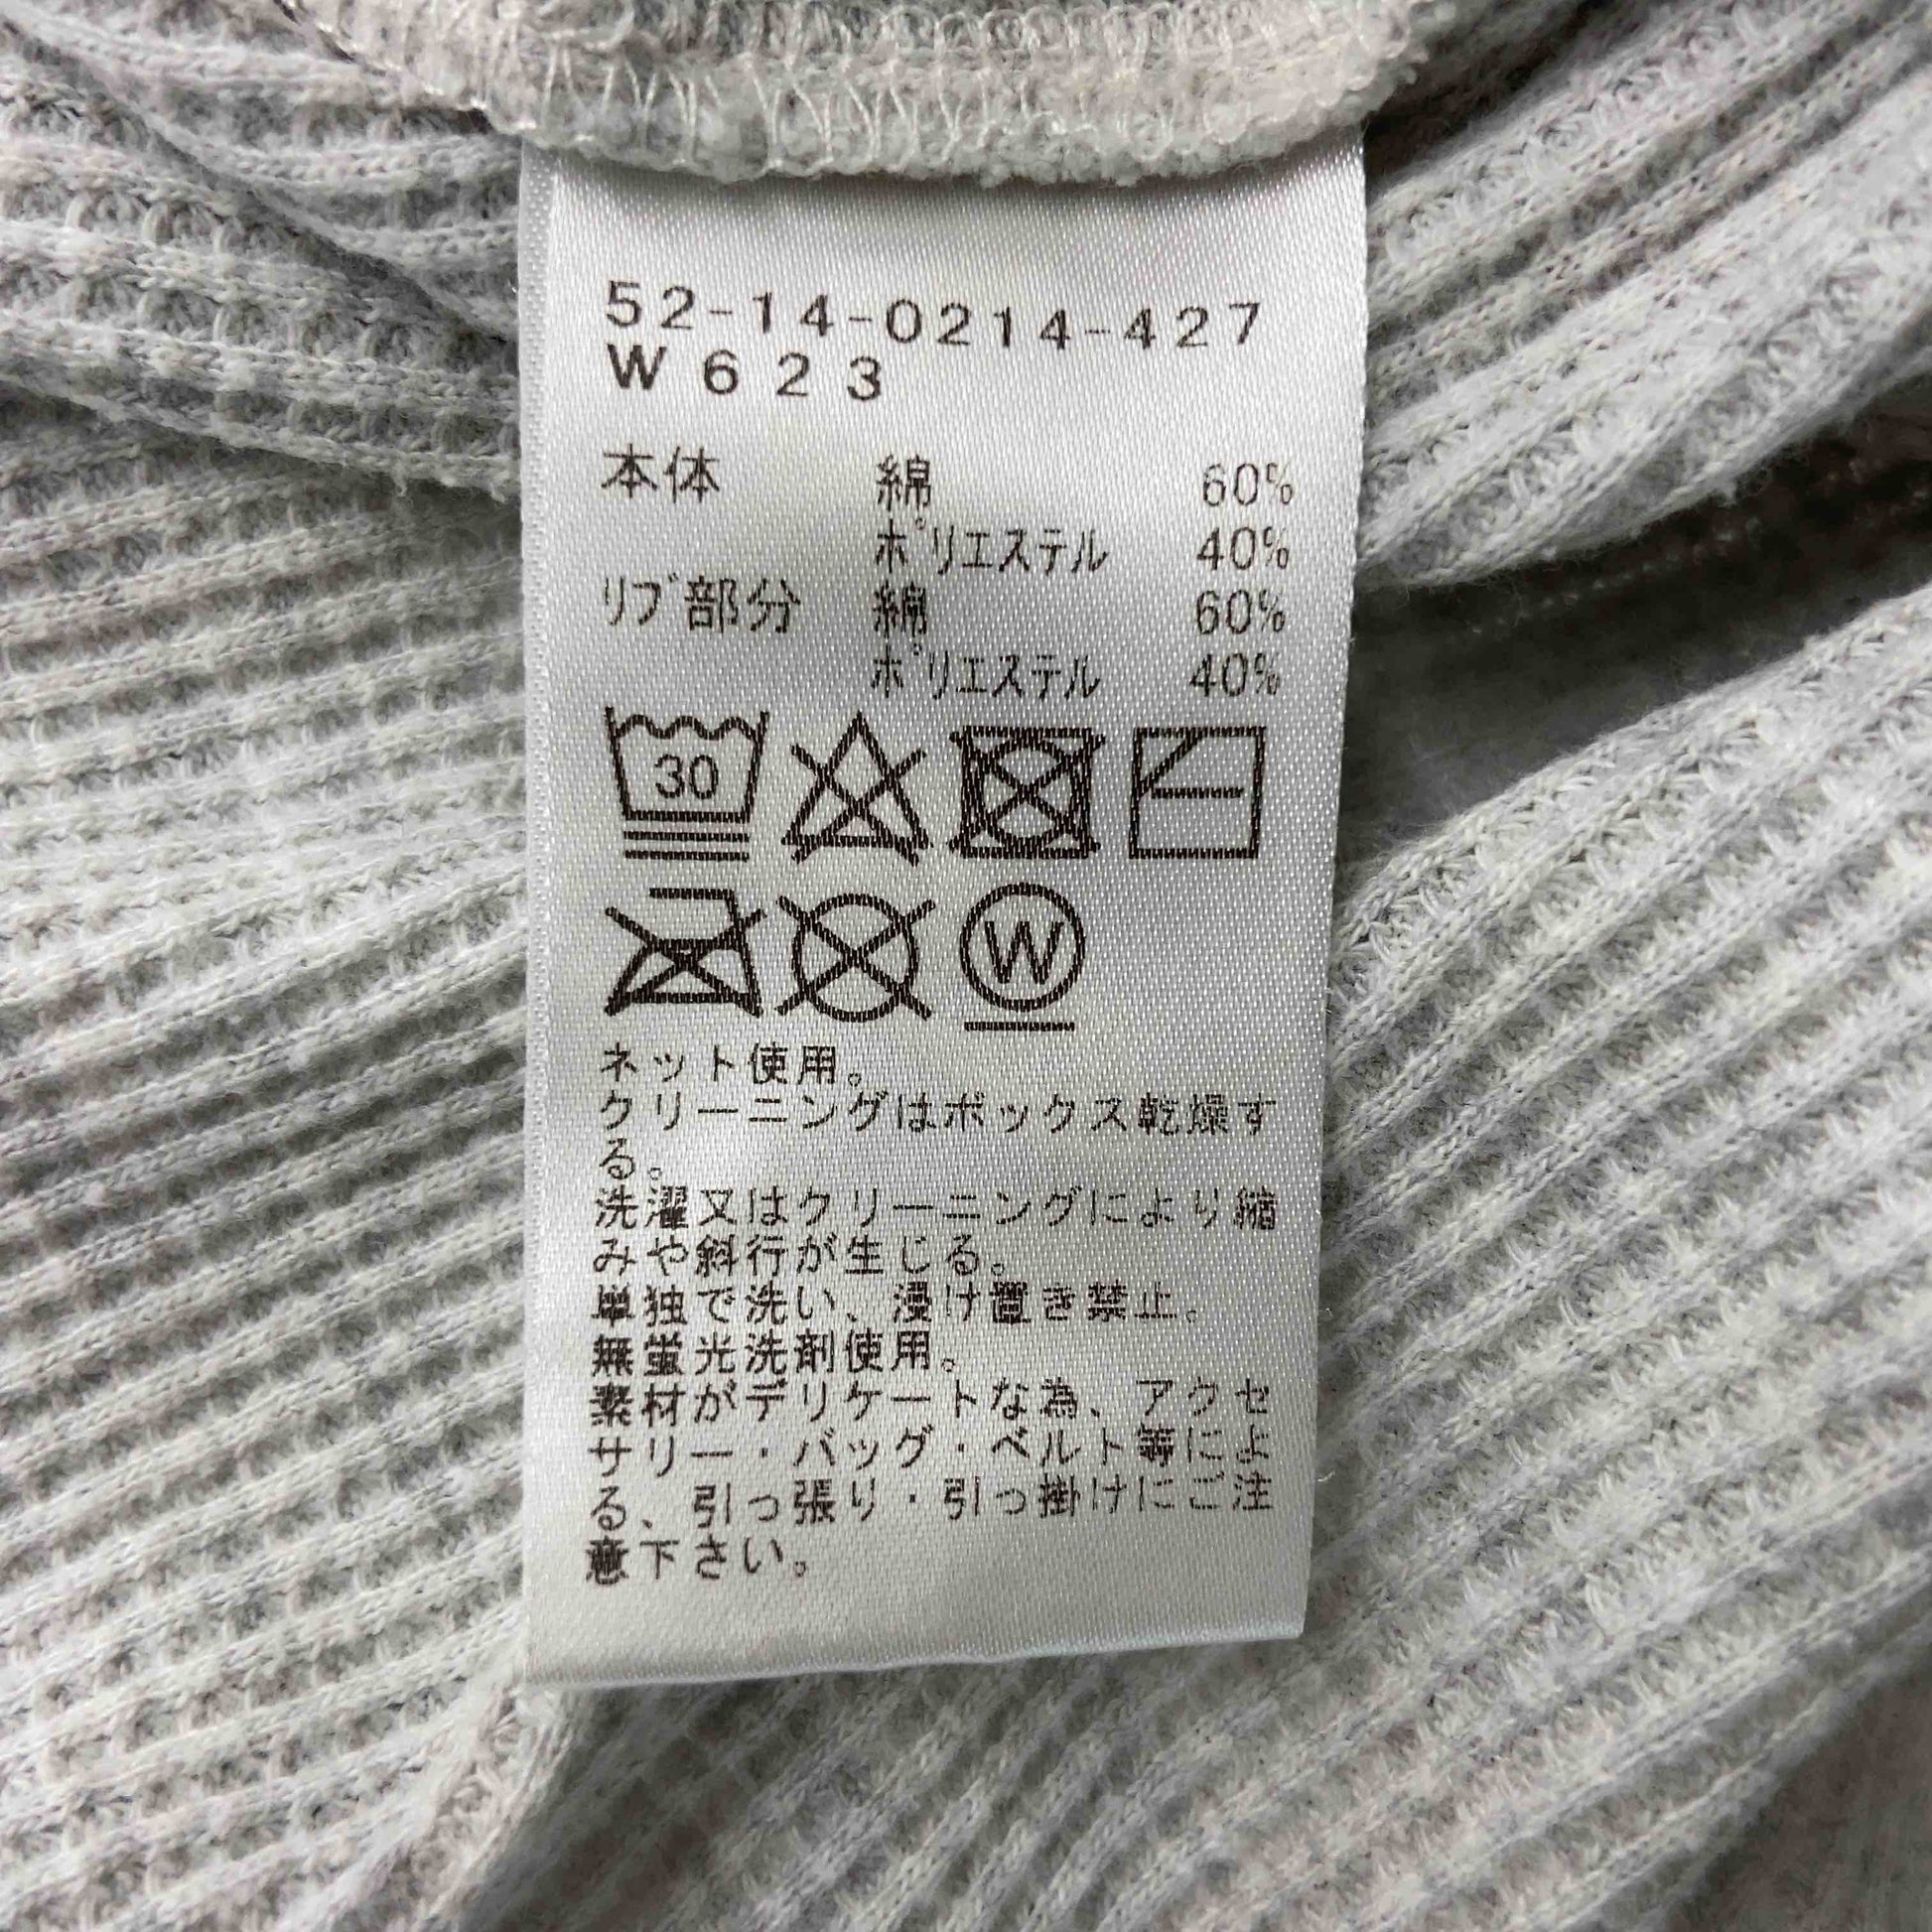 52-14-0214-427
W623
本体 綿 60%
ポリエステル 40%
リブ部分 綿 60%
ポリエステル 40%
30
W
ネット使用。
クリーニングはボックス乾燥す
る。
洗濯又はクリーニングにより縮
みや斜行が生じる。
単独で洗い、浸け置き禁止。
無蛍光洗剤使用。
素材がデリケートな為、アクセ
サリー・バッグ・ベルト等によ
る、引っ張り・引っ掛けにご注
意下さい。